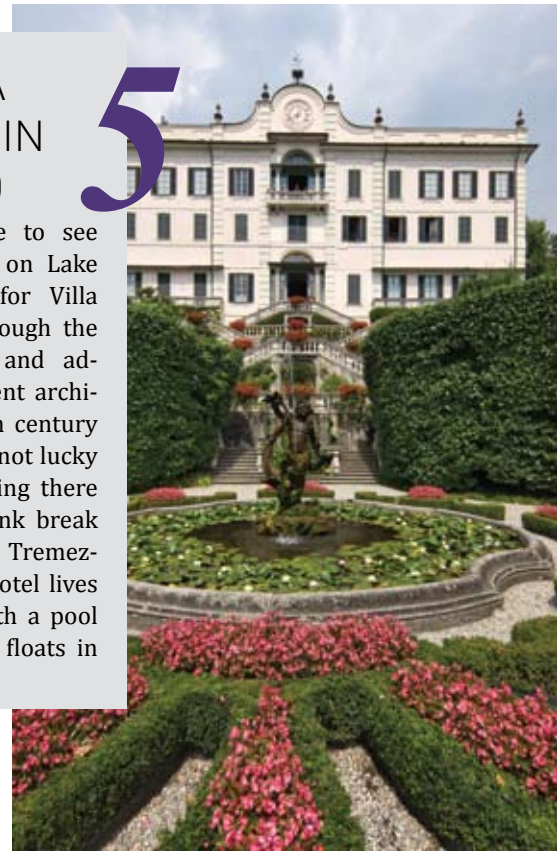 5
A
IN
e to see
on Lake
for Villa
ough the
and ad-
ent archi-
h century
not lucky
ing there
nk break
Tremez-
otel lives
th a pool
floats in